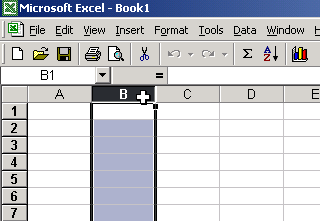 Microsoft Excel - Book1
File Edit View Insert Format Tools Data Window
B1 =
A B C D E
1
2
3
4
5
6
7